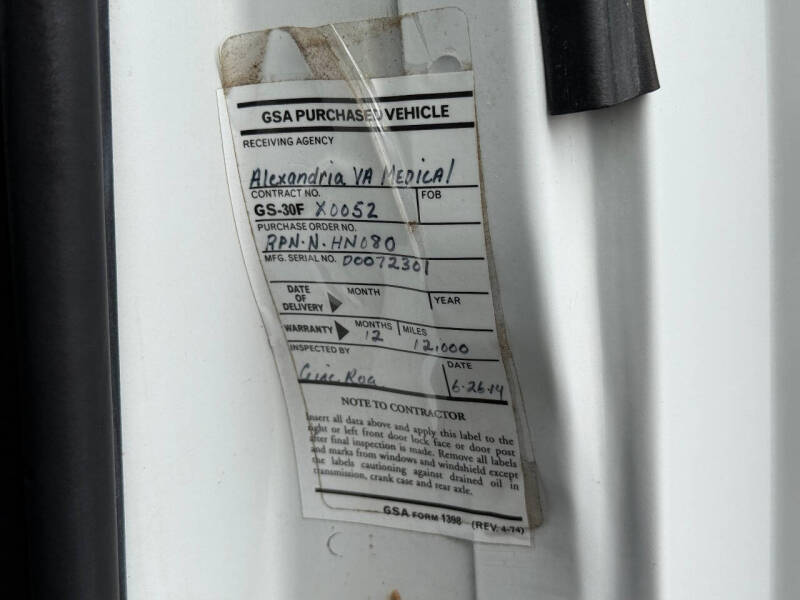 GSA PURCHASED VEHICLE
RECEIVING AGENCY
Alexandria VA MEDICAL
CONTRACT NO. FOB
GS-30F X0052
PURCHASE ORDER NO.
RPN-N-HN080
MFG. SERIAL NO. D0072301
DATE OF DELIVERY MONTH YEAR
WARRANTY MONTHS 12 MILES 12,000
INSPECTED BY DATE
6-26-14
NOTE TO CONTRACTOR
Insert all data above and apply this label to the
right or left front door lock face or door post
after final inspection is made. Remove all labels
and marks from windows and windshield except
the labels cautioning against drained oil in
transmission, crank case and rear axle.
GSA FORM 1398 (REV. 4-74)